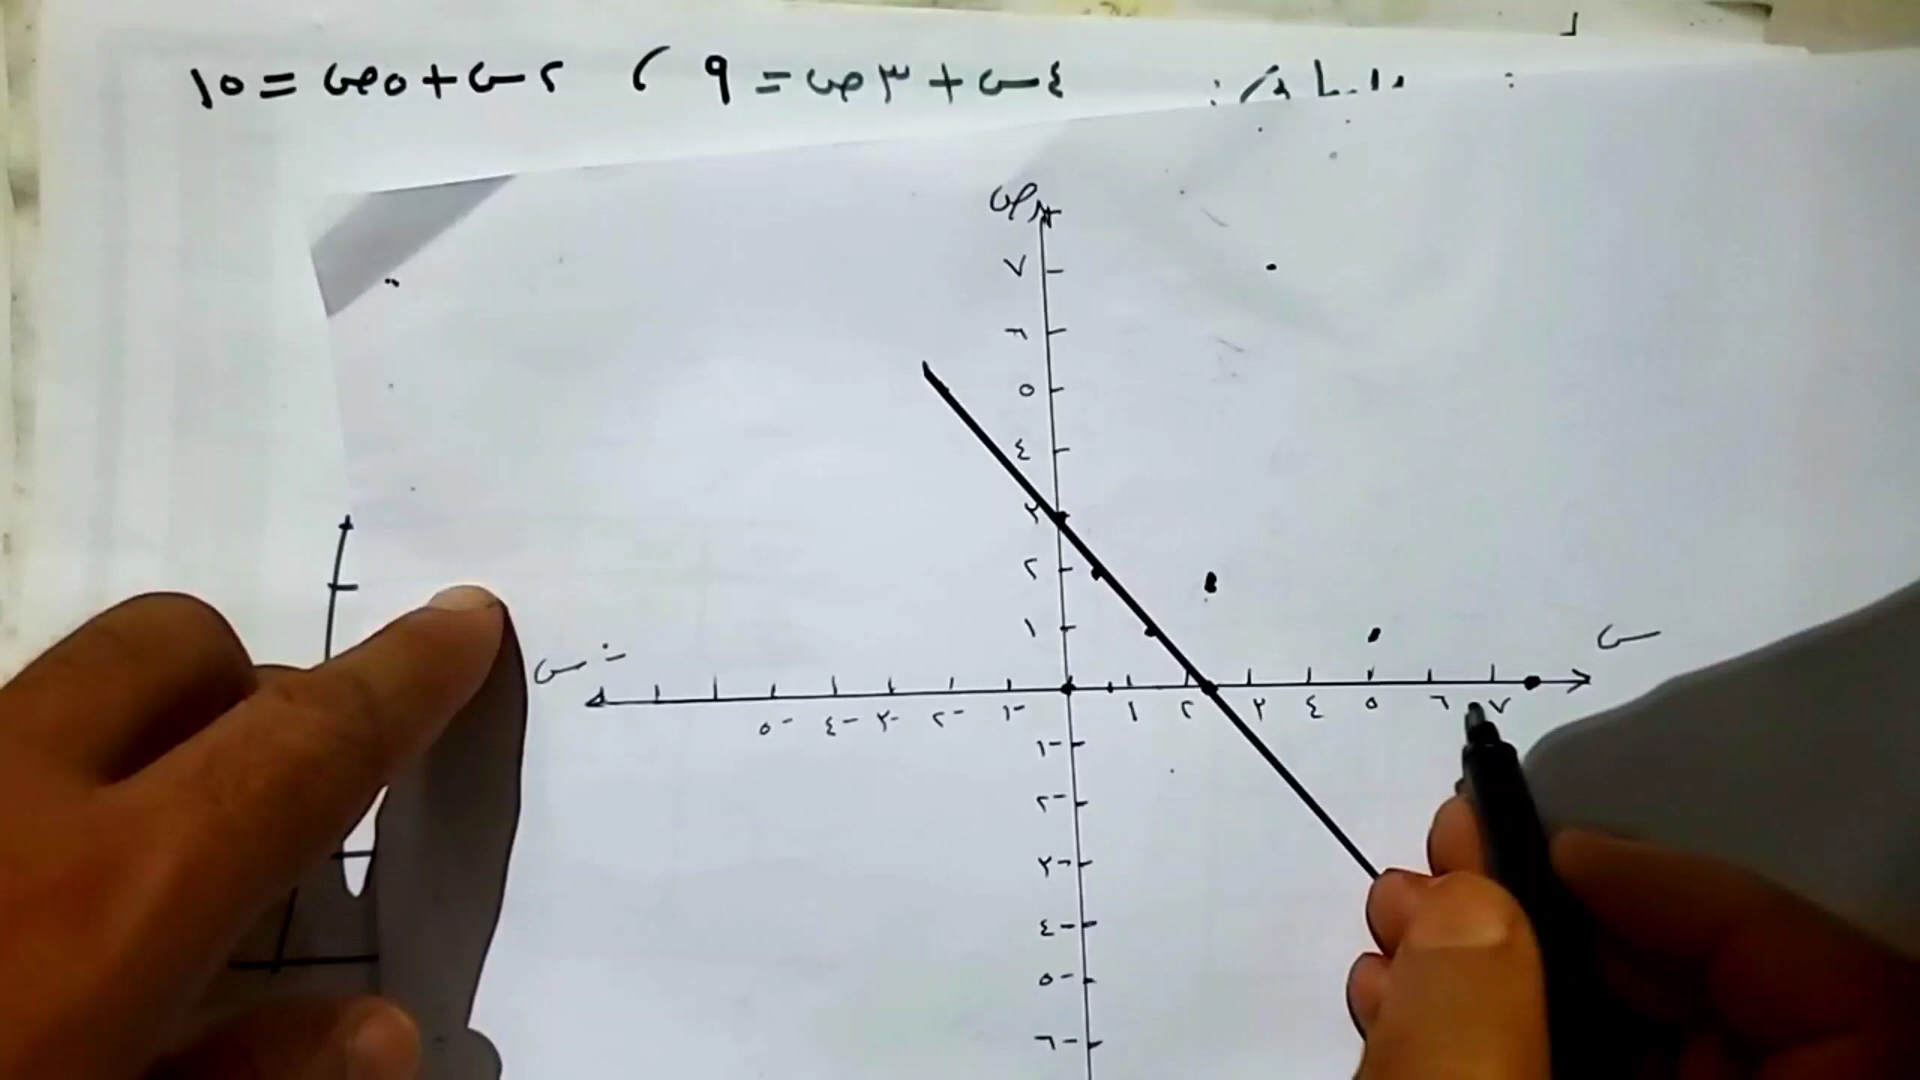 ٤س + ٣ص = ٩ ، ٢س + ٥ص = ١٠
ص
٧
٦
٥
٤
٣
٢
١
س
سَ
٥- ٤- ٣- ٢- ١- ١ ٢ ٣ ٤ ٥ ٦ ٧
١-
٢-
٣-
٤-
٥-
٦-